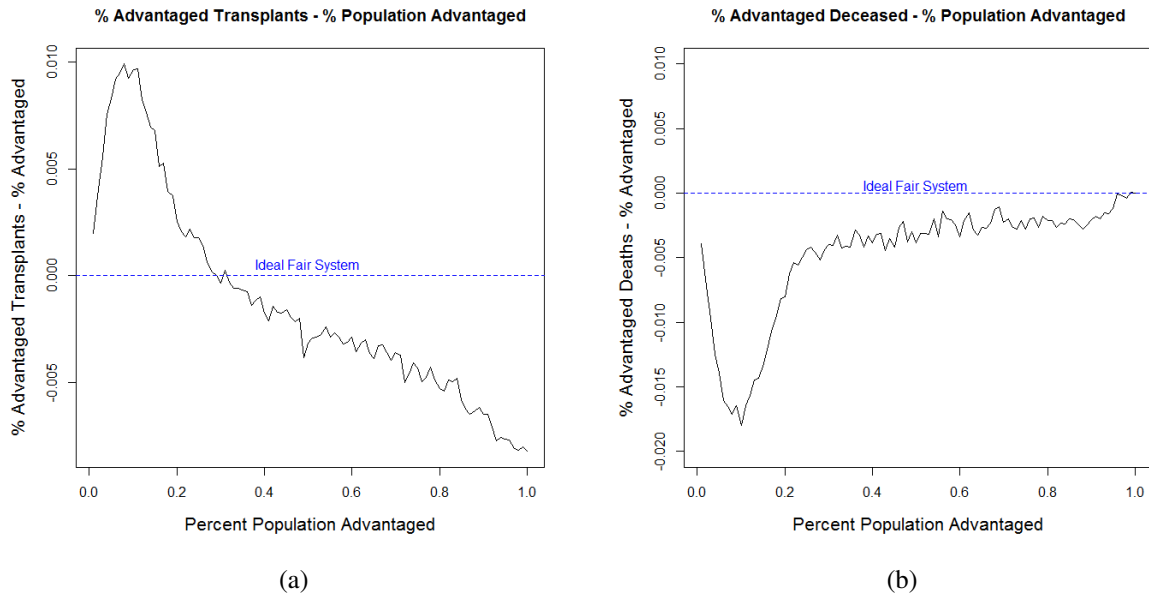 % Advantaged Transplants - % Population Advantaged
% Advantaged Transplants - % Advantaged
0.010
0.005
0.000
-0.005
Ideal Fair System
0.0 0.2 0.4 0.6 0.8 1.0
Percent Population Advantaged
(a)
% Advantaged Deceased - % Population Advantaged
% Advantaged Deaths - % Advantaged
0.010
0.005
0.000
-0.005
-0.010
-0.015
-0.020
Ideal Fair System
0.0 0.2 0.4 0.6 0.8 1.0
Percent Population Advantaged
(b)